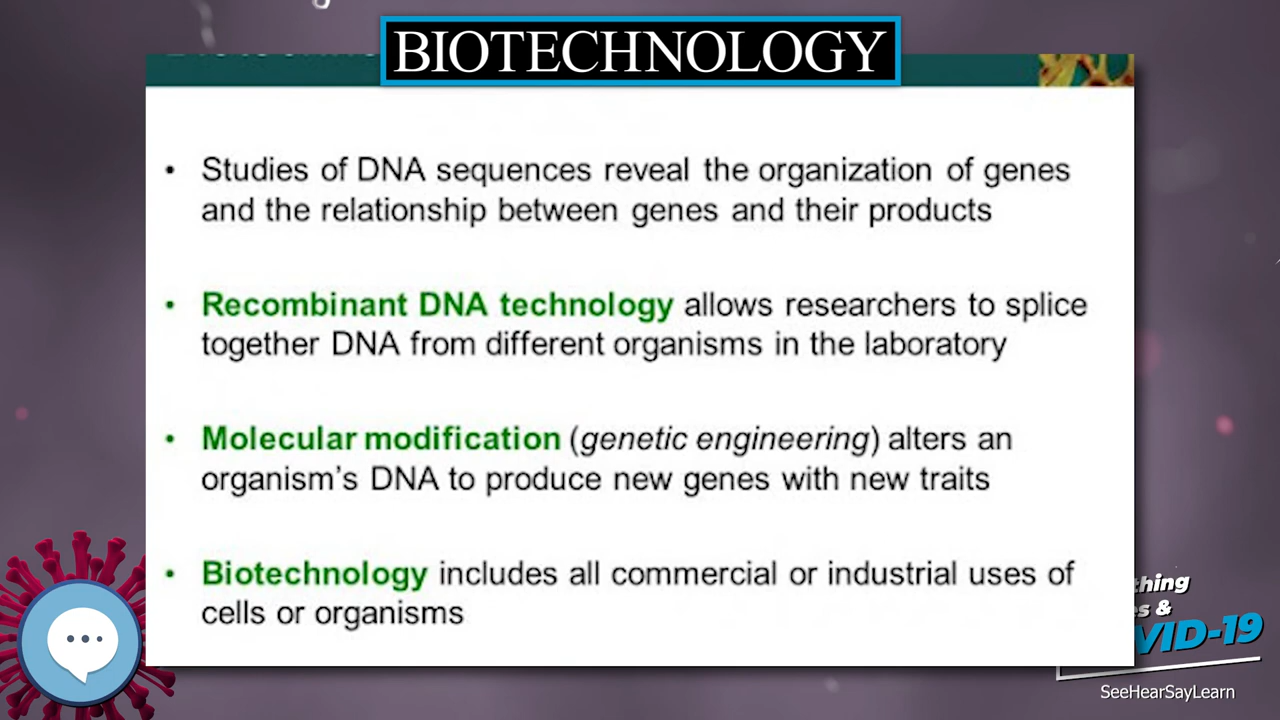 BIOTECHNOLOGY
• Studies of DNA sequences reveal the organization of genes
and the relationship between genes and their products
• Recombinant DNA technology allows researchers to splice
together DNA from different organisms in the laboratory
• Molecular modification (genetic engineering) alters an
organism's DNA to produce new genes with new traits
• Biotechnology includes all commercial or industrial uses of
cells or organisms
&
VID-19
SeeHearSayLearn